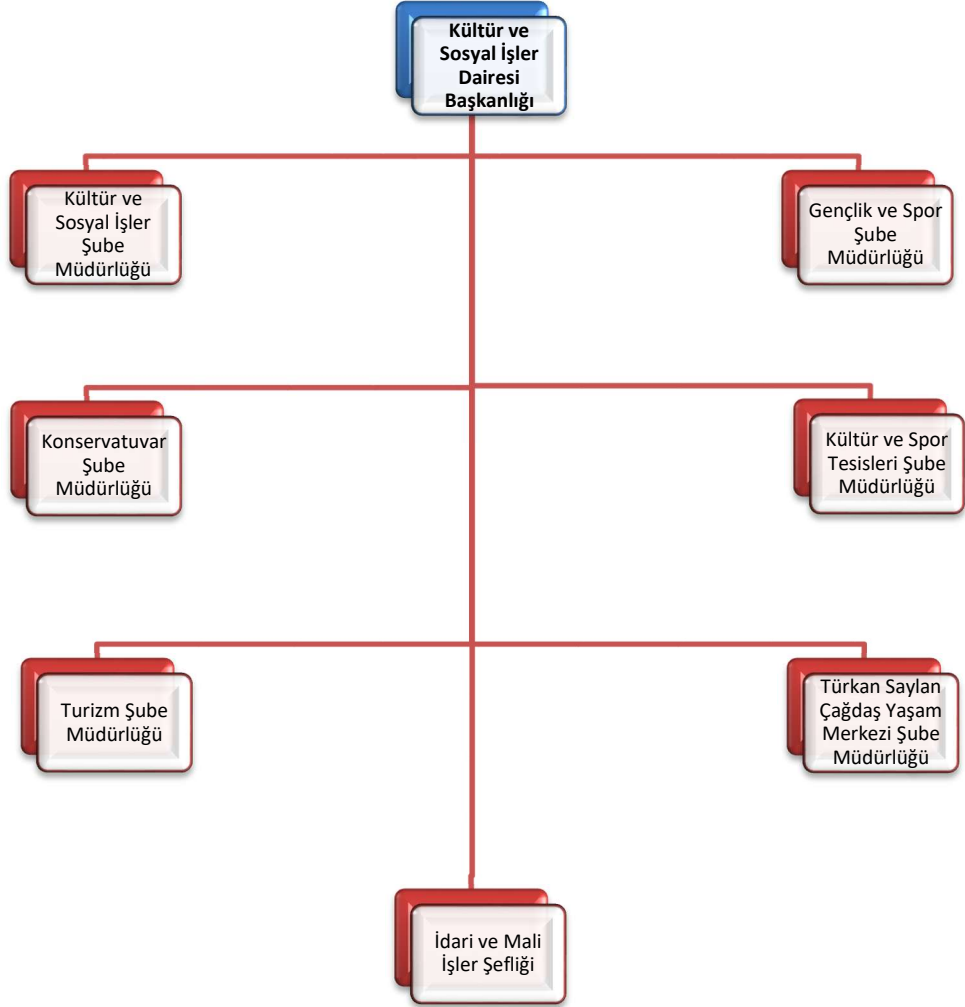 Kültür ve
Sosyal İşler
Dairesi
Başkanlığı
Kültür ve
Sosyal İşler
Şube
Müdürlüğü
Gençlik ve Spor
Şube
Müdürlüğü
Konservatuvar
Şube
Müdürlüğü
Kültür ve Spor
Tesisleri Şube
Müdürlüğü
Turizm Şube
Müdürlüğü
Türkan Saylan
Çağdaş Yaşam
Merkezi Şube
Müdürlüğü
İdari ve Mali
İşler Şefliği